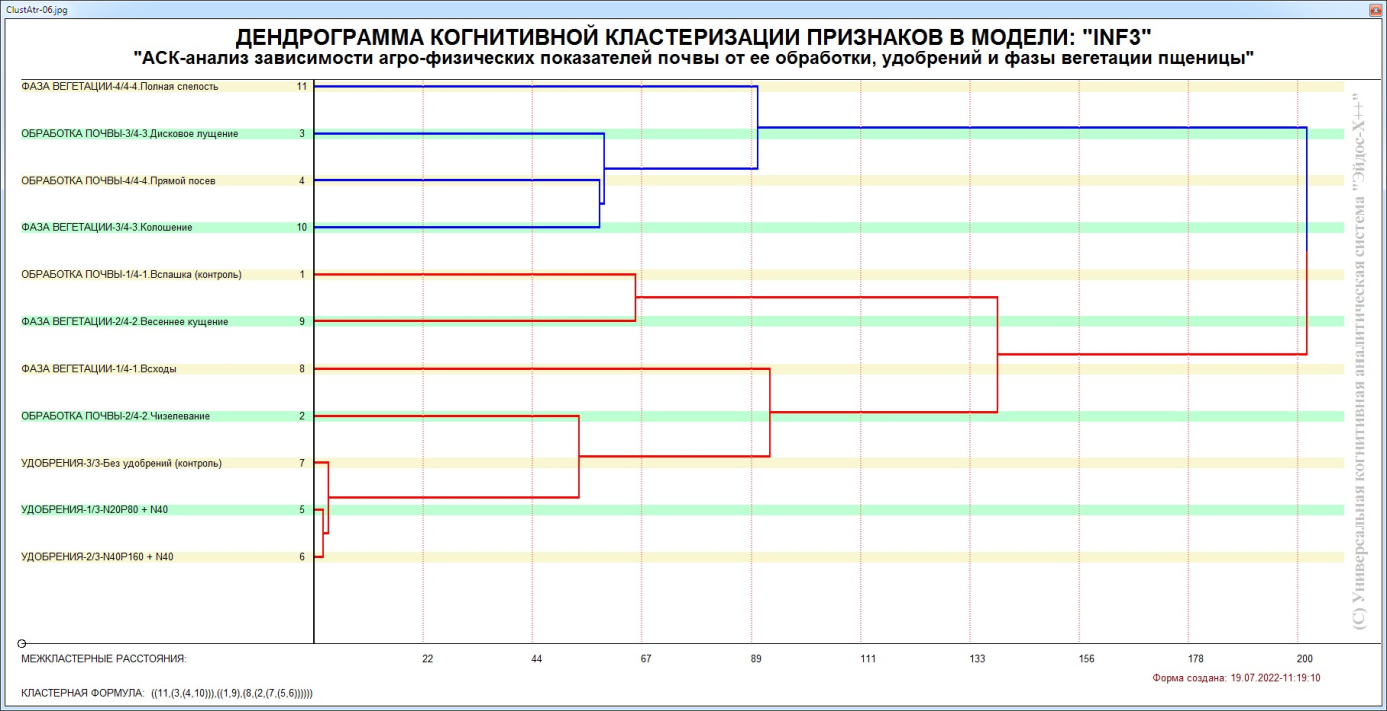 ClustAtr-06.jpg
ДЕНДРОГРАММА КОГНИТИВНОЙ КЛАСТЕРИЗАЦИИ ПРИЗНАКОВ В МОДЕЛИ: "INF3"
"АСК-анализ зависимости агро-физических показателей почвы от ее обработки, удобрений и фазы вегетации пщеницы"
ФАЗА ВЕГЕТАЦИИ-4/4-4.Полная спелость 11
ОБРАБОТКА ПОЧВЫ-3/4-3.Дисковое лущение 3
ОБРАБОТКА ПОЧВЫ-4/4-4.Прямой посев 4
ФАЗА ВЕГЕТАЦИИ-3/4-3.Колошение 10
ОБРАБОТКА ПОЧВЫ-1/4-1.Вспашка (контроль) 1
ФАЗА ВЕГЕТАЦИИ-2/4-2.Весеннее кущение 9
ФАЗА ВЕГЕТАЦИИ-1/4-1.Всходы 8
ОБРАБОТКА ПОЧВЫ-2/4-2.Чизелевание 2
УДОБРЕНИЯ-3/3-Без удобрений (контроль) 7
УДОБРЕНИЯ-1/3-N20P80 + N40 5
УДОБРЕНИЯ-2/3-N40P160 + N40 6
(C) Универсальная когнитивная аналитическая система "Эйдос-X++"
МЕЖКЛАСТЕРНЫЕ РАССТОЯНИЯ: 22 44 67 89 111 133 156 178 200
Форма создана: 19.07.2022-11:19:10
КЛАСТЕРНАЯ ФОРМУЛА: ((11,(3,(4,10))),((1,9),(8,(2,(7,(5,6))))))